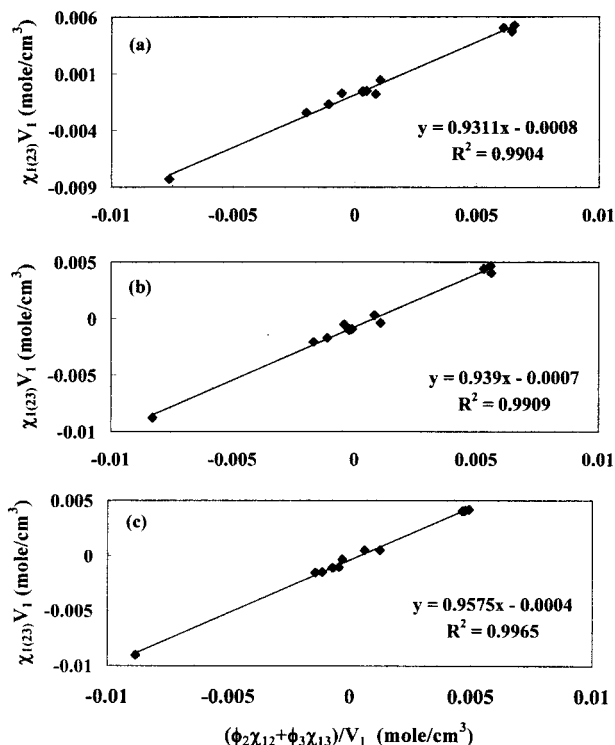 0.006
(a)
0.001
-0.004
-0.009
χ1(23)V1 (mole/cm³)
y = 0.9311x - 0.0008
R² = 0.9904
-0.01 -0.005 0 0.005 0.01
0.005
(b)
0
-0.005
-0.01
χ1(23)V1 (mole/cm³)
y = 0.939x - 0.0007
R² = 0.9909
-0.01 -0.005 0 0.005 0.01
0.005
(c)
0
-0.005
-0.01
χ1(23)V1 (mole/cm³)
y = 0.9575x - 0.0004
R² = 0.9965
-0.01 -0.005 0 0.005 0.01
(ϕ2χ12+ϕ3χ13)/V1 (mole/cm³)